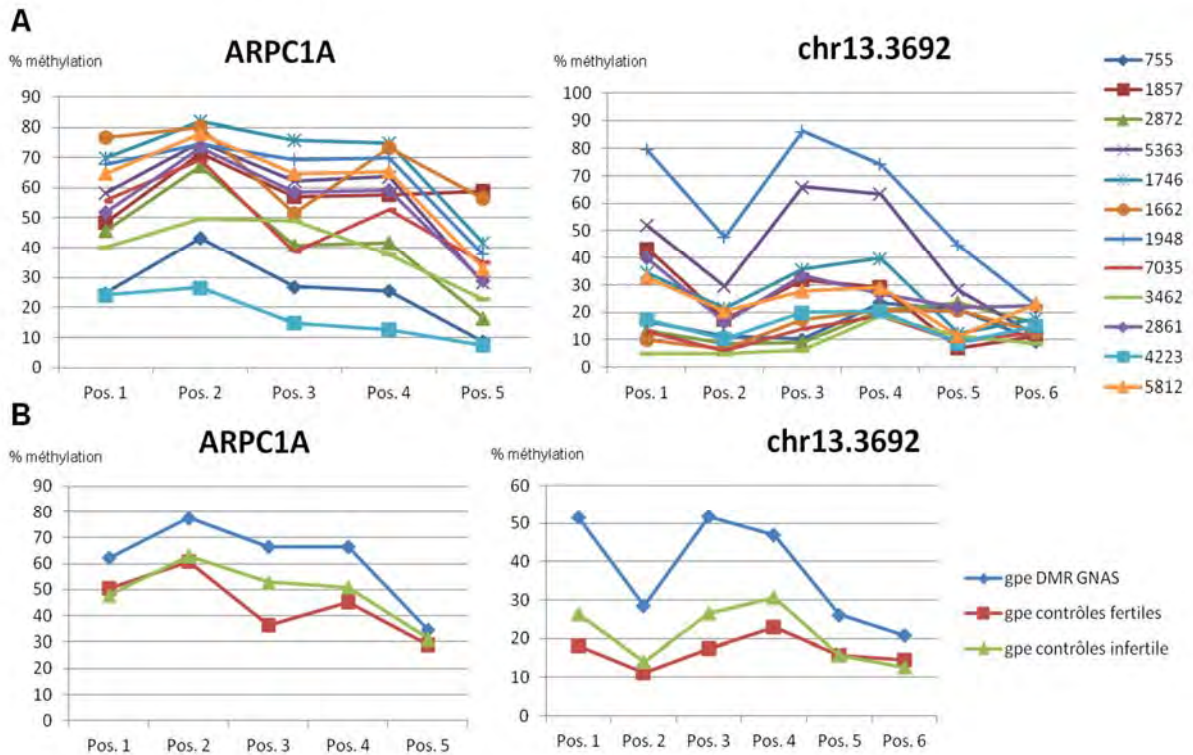 A
ARPC1A
% méthylation
90
80
70
60
50
40
30
20
10
0
Pos. 1 Pos. 2 Pos. 3 Pos. 4 Pos. 5
chr13.3692
% méthylation
100
90
80
70
60
50
40
30
20
10
0
Pos. 1 Pos. 2 Pos. 3 Pos. 4 Pos. 5 Pos. 6
755
1857
2872
5363
1746
1662
1948
7035
3462
2861
4223
5812
B
ARPC1A
% méthylation
90
80
70
60
50
40
30
20
10
0
Pos. 1 Pos. 2 Pos. 3 Pos. 4 Pos. 5
chr13.3692
% méthylation
60
50
40
30
20
10
0
Pos. 1 Pos. 2 Pos. 3 Pos. 4 Pos. 5 Pos. 6
gpe DMR GNAS
gpe contrôles fertiles
gpe contrôles infertile